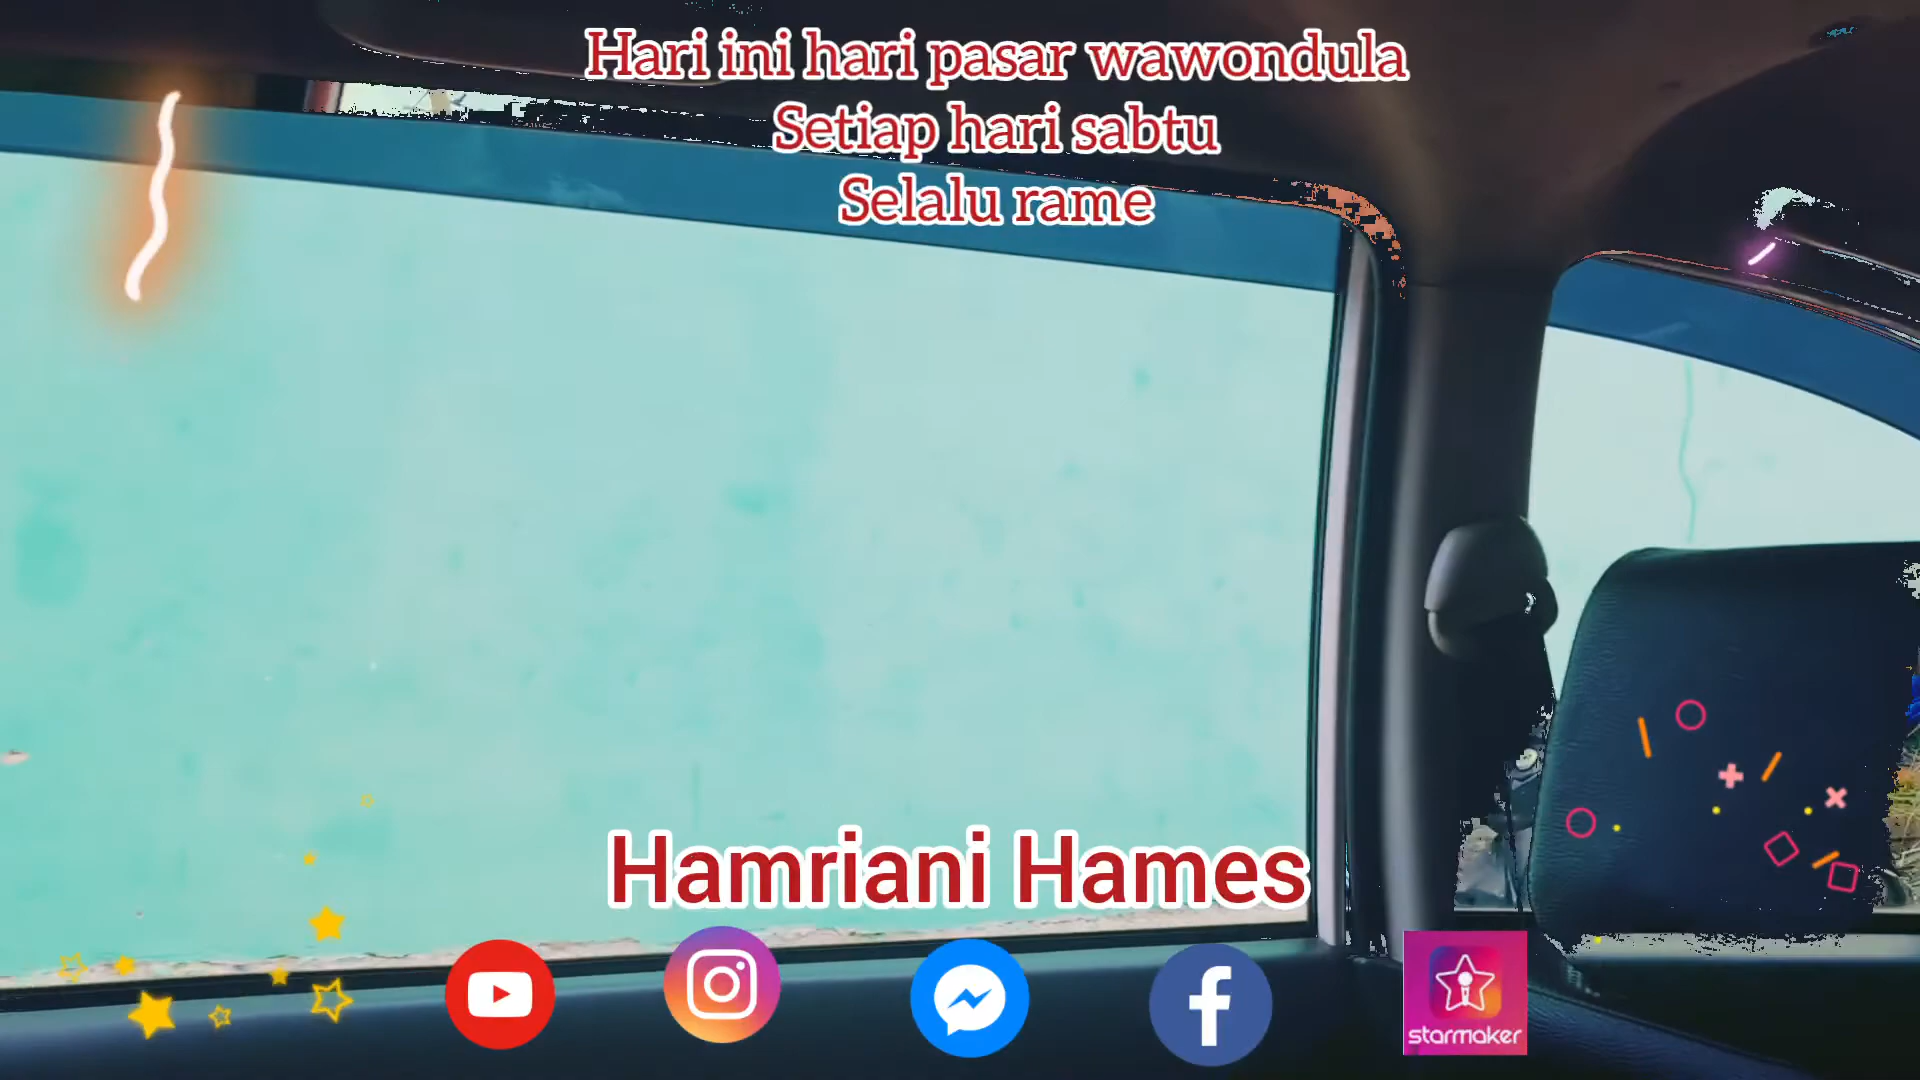 Hari ini hari pasar wawondula
Setiap hari sabtu
Selalu rame
Hamriani Hames
starmaker